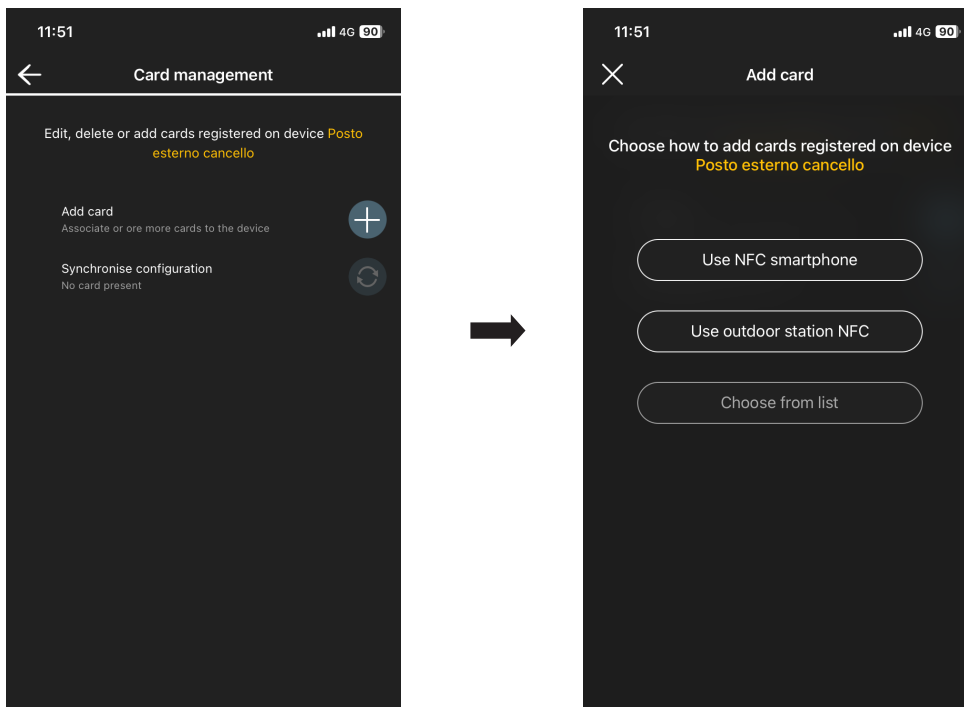 11:51
4G 90
Card management
Edit, delete or add cards registered on device Posto
esterno cancello
Add card
Associate or ore more cards to the device
Synchronise configuration
No card present
11:51
4G 90
Add card
Choose how to add cards registered on device
Posto esterno cancello
Use NFC smartphone
Use outdoor station NFC
Choose from list